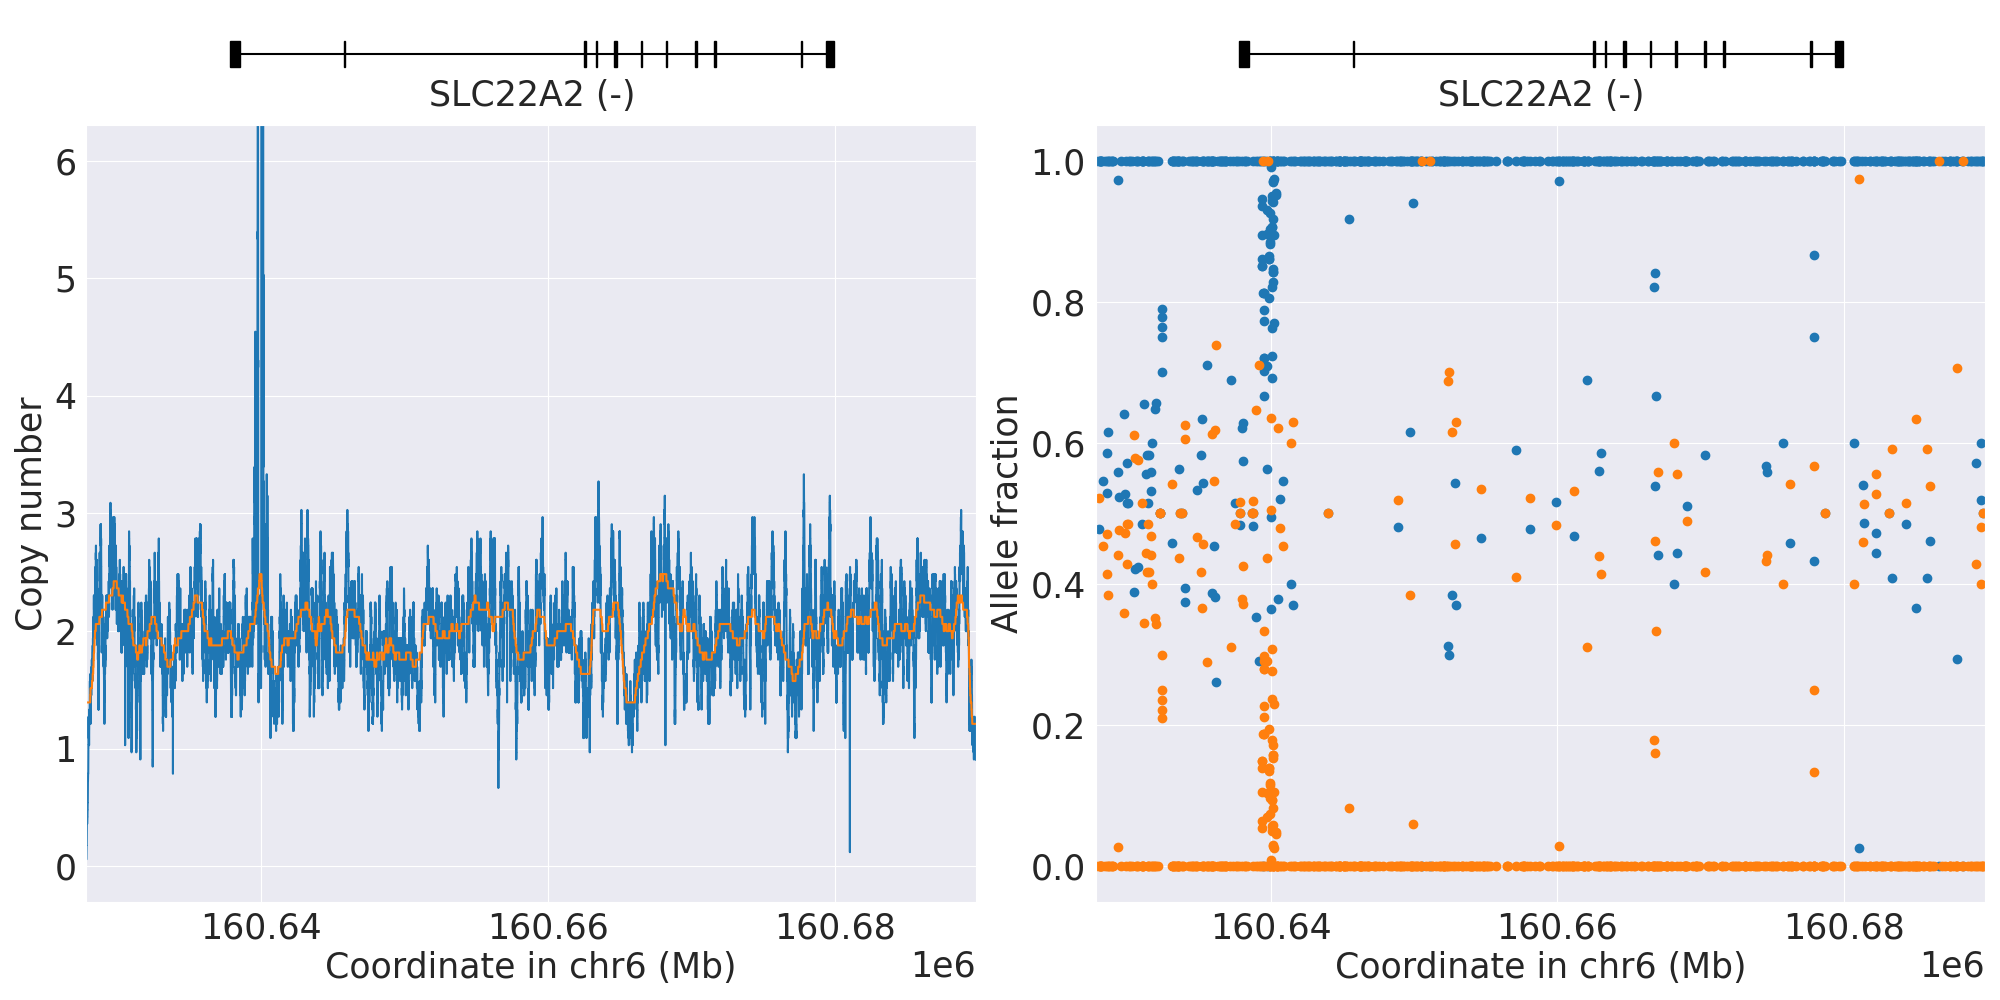 SLC22A2 (-)
6
5
4
3
2
1
0
Copy number
160.64
160.66
160.68
Coordinate in chr6 (Mb)
1e6
SLC22A2 (-)
1.0
0.8
0.6
0.4
0.2
0.0
Allele fraction
160.64
160.66
160.68
Coordinate in chr6 (Mb)
1e6